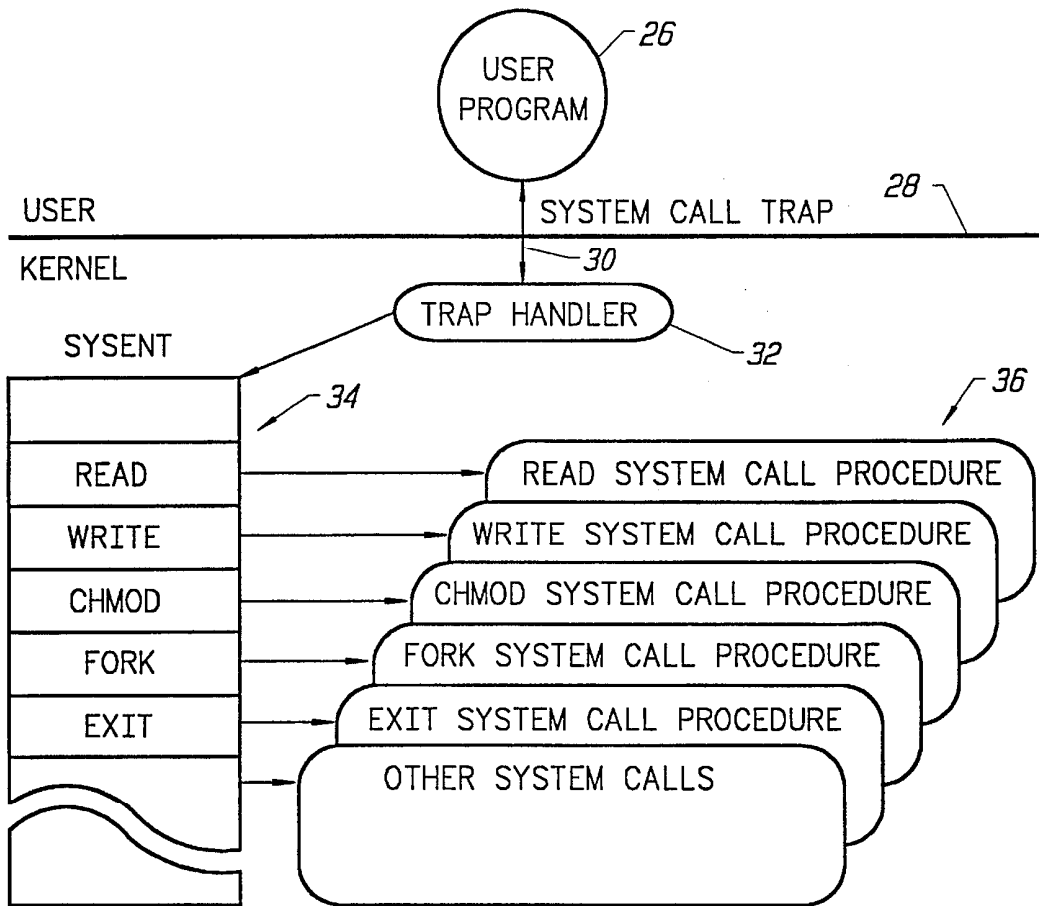 26
USER
PROGRAM
28
USER
SYSTEM CALL TRAP
30
KERNEL
TRAP HANDLER
32
SYSENT
34
36
READ
READ SYSTEM CALL PROCEDURE
WRITE
WRITE SYSTEM CALL PROCEDURE
CHMOD
CHMOD SYSTEM CALL PROCEDURE
FORK
FORK SYSTEM CALL PROCEDURE
EXIT
EXIT SYSTEM CALL PROCEDURE
OTHER SYSTEM CALLS